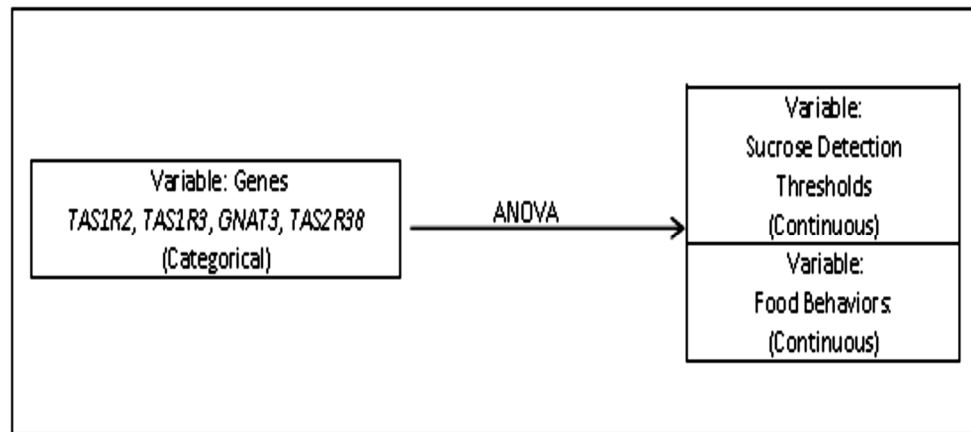 Variable: Genes
TAS1R2, TAS1R3, GNAT3, TAS2R38
(Categorical)
ANOVA
Variable:
Sucrose Detection
Thresholds
(Continuous)
Variable:
Food Behaviors:
(Continuous)